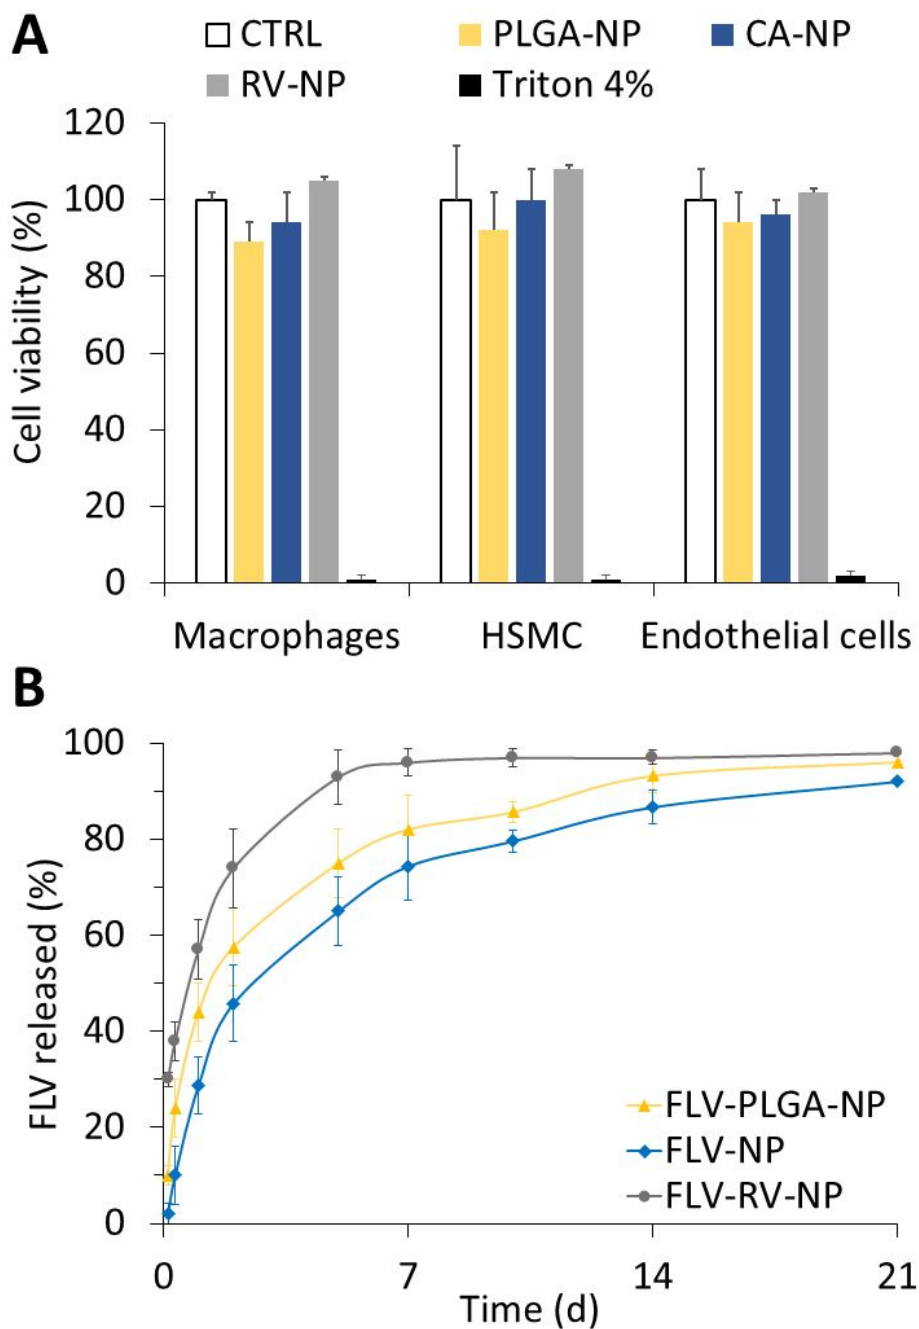 A
CTRL PLGA-NP CA-NP
RV-NP Triton 4%
120
100
80
60
40
20
0
Cell viability (%)
Macrophages HSMC Endothelial cells
B
100
80
60
40
20
0
FLV released (%)
FLV-PLGA-NP
FLV-NP
FLV-RV-NP
0 7 14 21
Time (d)